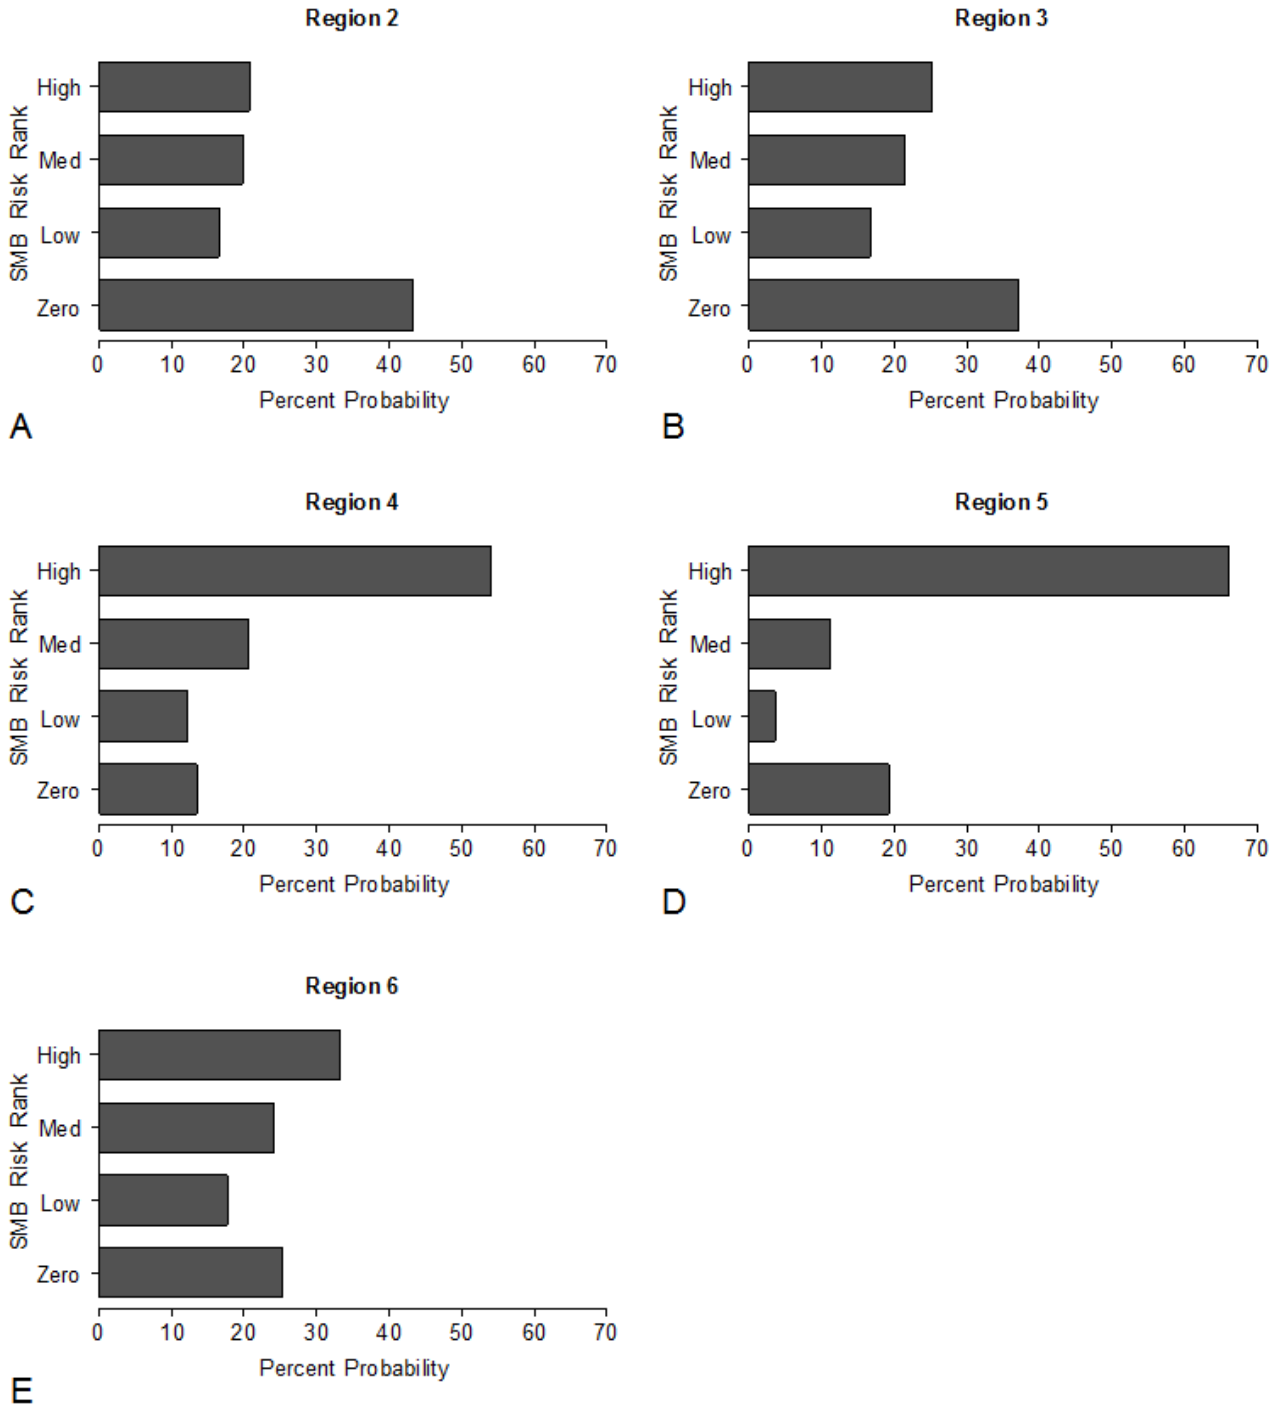 Region 2
SMB Risk Rank
High
Med
Low
Zero
0 10 20 30 40 50 60 70
Percent Probability
A
Region 3
SMB Risk Rank
High
Med
Low
Zero
0 10 20 30 40 50 60 70
Percent Probability
B
Region 4
SMB Risk Rank
High
Med
Low
Zero
0 10 20 30 40 50 60 70
Percent Probability
C
Region 5
SMB Risk Rank
High
Med
Low
Zero
0 10 20 30 40 50 60 70
Percent Probability
D
Region 6
SMB Risk Rank
High
Med
Low
Zero
0 10 20 30 40 50 60 70
Percent Probability
E